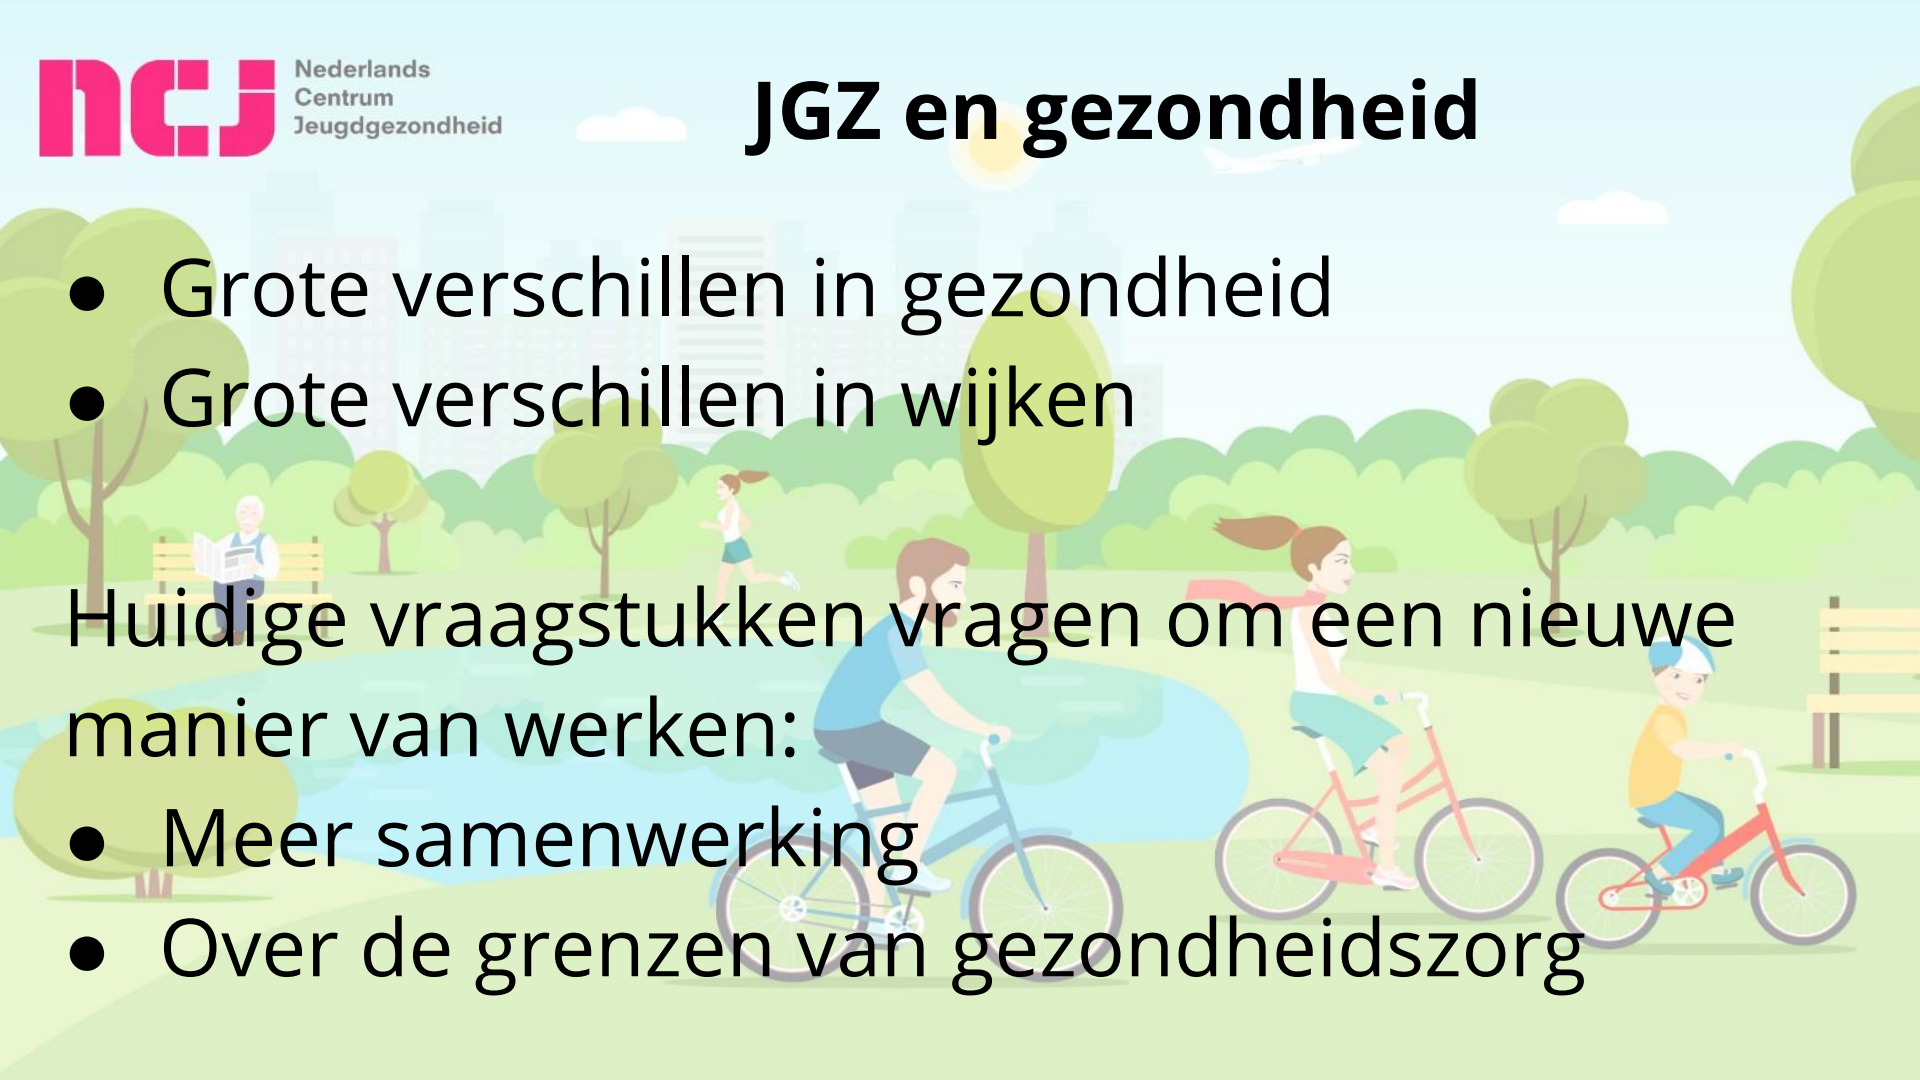 ncj
Nederlands
Centrum
Jeugdgezondheid
JGZ en gezondheid
● Grote verschillen in gezondheid
● Grote verschillen in wijken
Huidige vraagstukken vragen om een nieuwe
manier van werken:
● Meer samenwerking
● Over de grenzen van gezondheidszorg